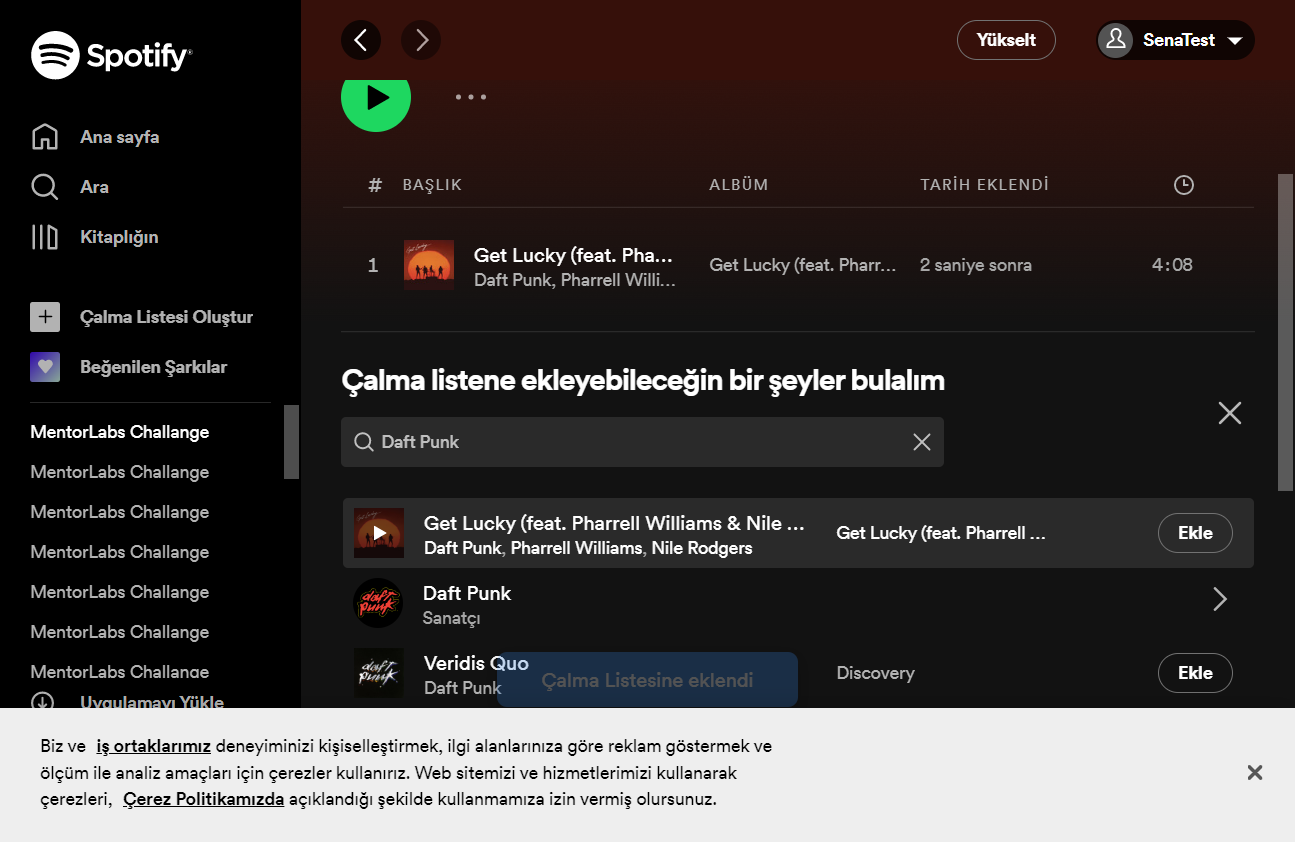 Spotify
Yükselt
SenaTest
Ana sayfa
Ara
Kitaplığın
Çalma Listesi Oluştur
Beğenilen Şarkılar
MentorLabs Challange
MentorLabs Challange
MentorLabs Challange
MentorLabs Challange
MentorLabs Challange
MentorLabs Challange
MentorLabs Challange
Uygulamayı Yükle
# BAŞLIK ALBÜM TARİH EKLENDİ
1 Get Lucky (feat. Pha... Get Lucky (feat. Pharr... 2 saniye sonra 4:08
Daft Punk, Pharrell Willi...
Çalma listene ekleyebileceğin bir şeyler bulalım
Daft Punk
Get Lucky (feat. Pharrell Williams & Nile ... Get Lucky (feat. Pharrell ... Ekle
Daft Punk, Pharrell Williams, Nile Rodgers
Daft Punk
Sanatçı
Veridis Quo Discovery Ekle
Daft Punk
Çalma Listesine eklendi
Biz ve iş ortaklarımız deneyiminizi kişiselleştirmek, ilgi alanlarınıza göre reklam göstermek ve
ölçüm ile analiz amaçları için çerezler kullanırız. Web sitemizi ve hizmetlerimizi kullanarak
çerezleri, Çerez Politikamızda açıklandığı şekilde kullanmamıza izin vermiş olursunuz.